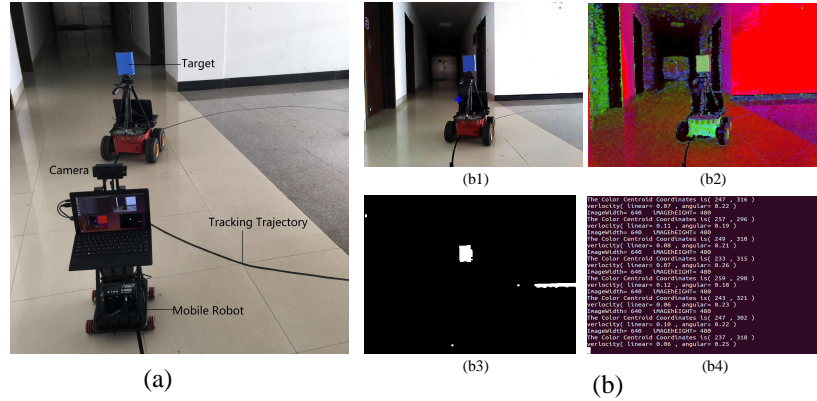 Target
Camera
Tracking Trajectory
Mobile Robot
(a)
(b1)
(b2)
The Color Centroid Coordinates is( 247 , 316 )
verlocity( linear= 0.07 , angular= 0.22 )
ImageWidth= 640 iMAGEhEIGHT= 480
The Color Centroid Coordinates is( 257 , 296 )
verlocity( linear= 0.11 , angular= 0.19 )
ImageWidth= 640 iMAGEhEIGHT= 480
The Color Centroid Coordinates is( 249 , 310 )
verlocity( linear= 0.08 , angular= 0.21 )
ImageWidth= 640 iMAGEhEIGHT= 480
The Color Centroid Coordinates is( 233 , 315 )
verlocity( linear= 0.07 , angular= 0.26 )
ImageWidth= 640 iMAGEhEIGHT= 480
The Color Centroid Coordinates is( 259 , 290 )
verlocity( linear= 0.12 , angular= 0.18 )
ImageWidth= 640 iMAGEhEIGHT= 480
The Color Centroid Coordinates is( 243 , 321 )
verlocity( linear= 0.06 , angular= 0.23 )
ImageWidth= 640 iMAGEhEIGHT= 480
The Color Centroid Coordinates is( 247 , 302 )
verlocity( linear= 0.10 , angular= 0.22 )
ImageWidth= 640 iMAGEhEIGHT= 480
The Color Centroid Coordinates is( 237 , 318 )
verlocity( linear= 0.06 , angular= 0.25 )
(b3)
(b4)
(b)